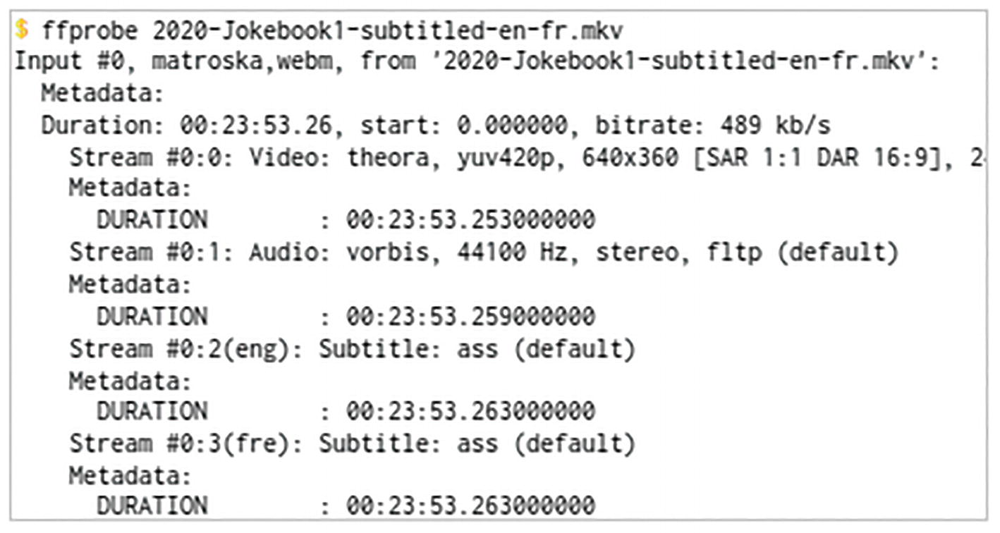 $ ffprobe 2020-Jokebook1-subtitled-en-fr.mkv
Input #0, matroska,webm, from '2020-Jokebook1-subtitled-en-fr.mkv':
  Metadata:
  Duration: 00:23:53.26, start: 0.000000, bitrate: 489 kb/s
    Stream #0:0: Video: theora, yuv420p, 640x360 [SAR 1:1 DAR 16:9],
    Metadata:
      DURATION        : 00:23:53.253000000
    Stream #0:1: Audio: vorbis, 44100 Hz, stereo, fltp (default)
    Metadata:
      DURATION        : 00:23:53.259000000
    Stream #0:2(eng): Subtitle: ass (default)
    Metadata:
      DURATION        : 00:23:53.263000000
    Stream #0:3(fre): Subtitle: ass (default)
    Metadata:
      DURATION        : 00:23:53.263000000